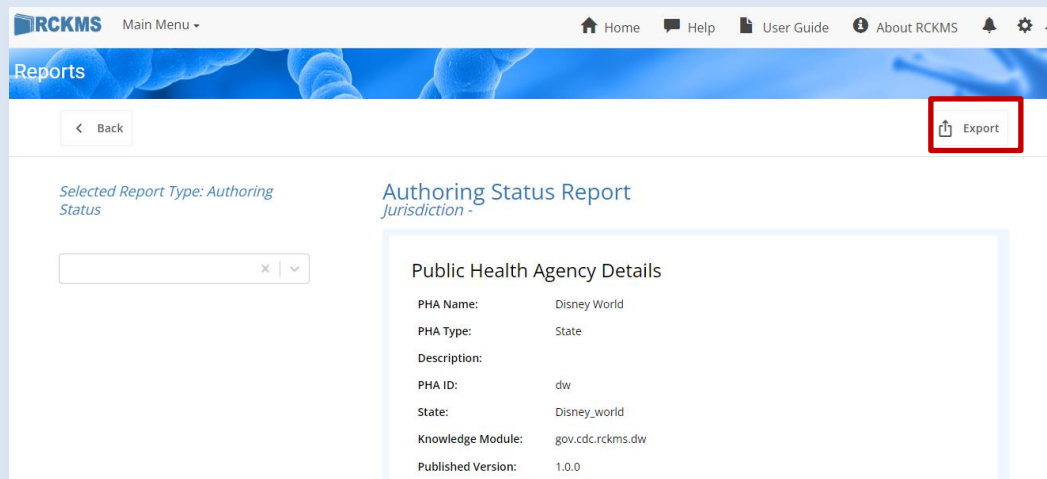 RCKMS Main Menu Home Help User Guide About RCKMS
Reports
Back Export
Selected Report Type: Authoring
Status
Authoring Status Report
Jurisdiction -
Public Health Agency Details
PHA Name: Disney World
PHA Type: State
Description:
PHA ID: dw
State: Disney_world
Knowledge Module: gov.cdc.rckms.dw
Published Version: 1.0.0